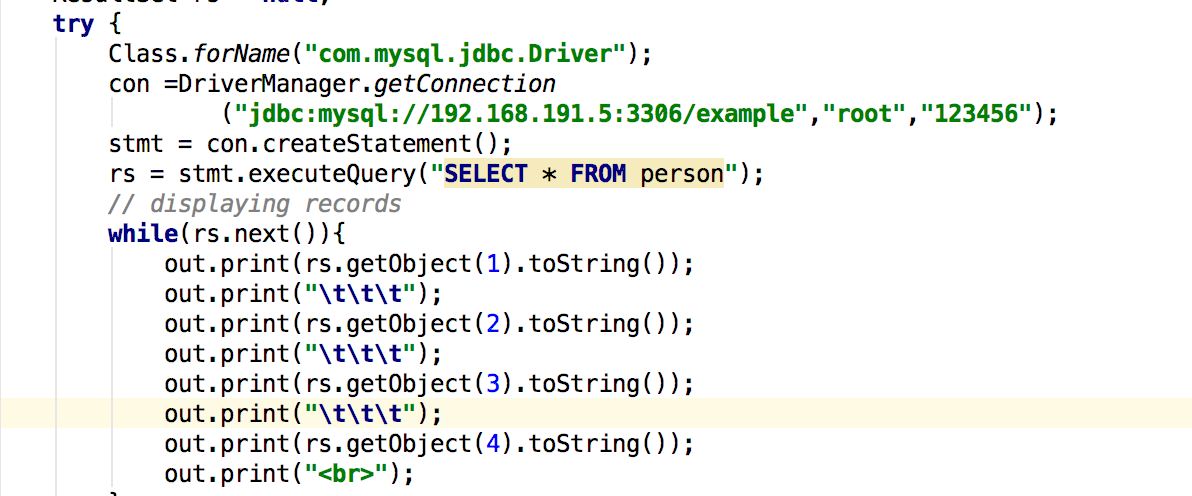 try {
Class.forName("com.mysql.jdbc.Driver");
con =DriverManager.getConnection
("jdbc:mysql://192.168.191.5:3306/example","root","123456");
stmt = con.createStatement();
rs = stmt.executeQuery("SELECT * FROM person");
// displaying records
while(rs.next()){
out.print(rs.getObject(1).toString());
out.print("\t\t\t");
out.print(rs.getObject(2).toString());
out.print("\t\t\t");
out.print(rs.getObject(3).toString());
out.print("\t\t\t");
out.print(rs.getObject(4).toString());
out.print("<br>");